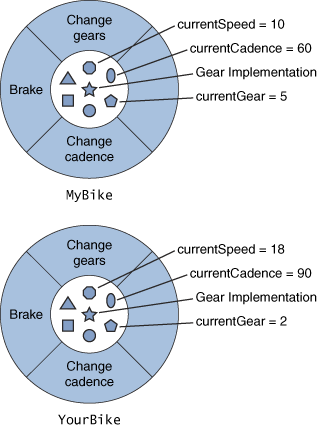 Change
gears
currentSpeed = 10
currentCadence = 60
Brake
Gear Implementation
currentGear = 5
Change
cadence
MyBike
Change
gears
currentSpeed = 18
currentCadence = 90
Brake
Gear Implementation
currentGear = 2
Change
cadence
YourBike